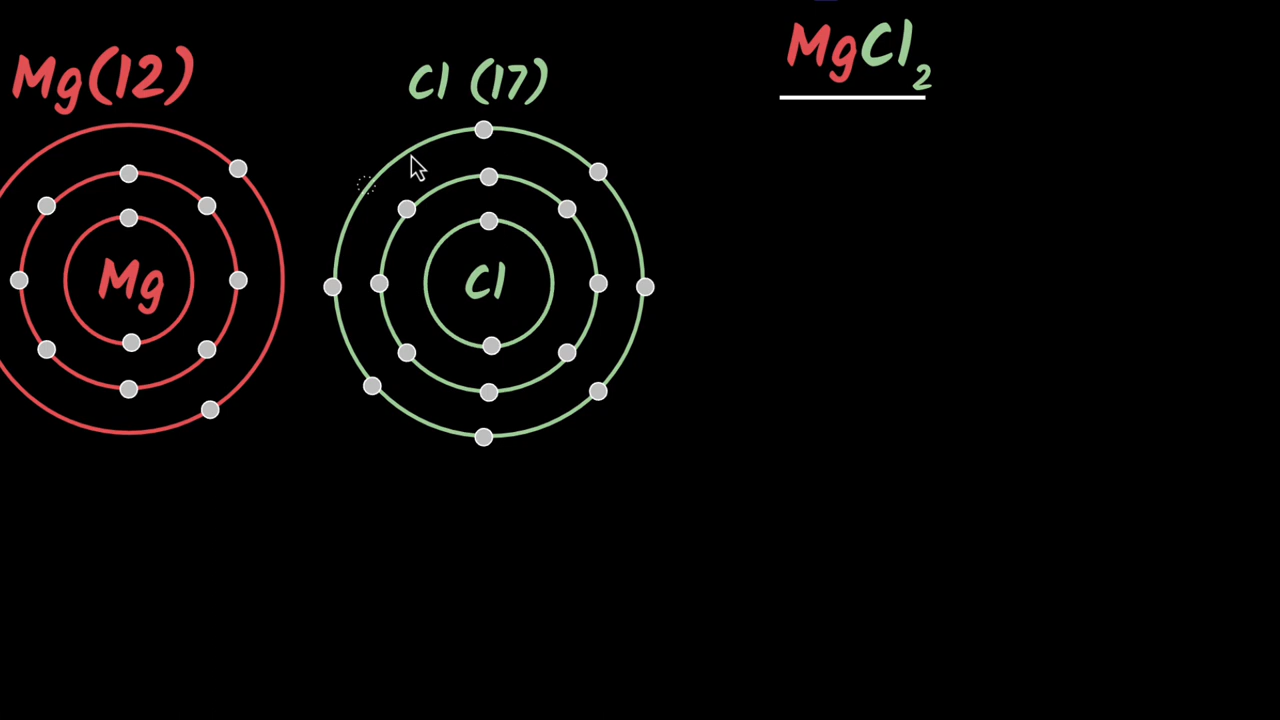 Mg(12)
Cl (17)
MgCl₂
Mg
Cl